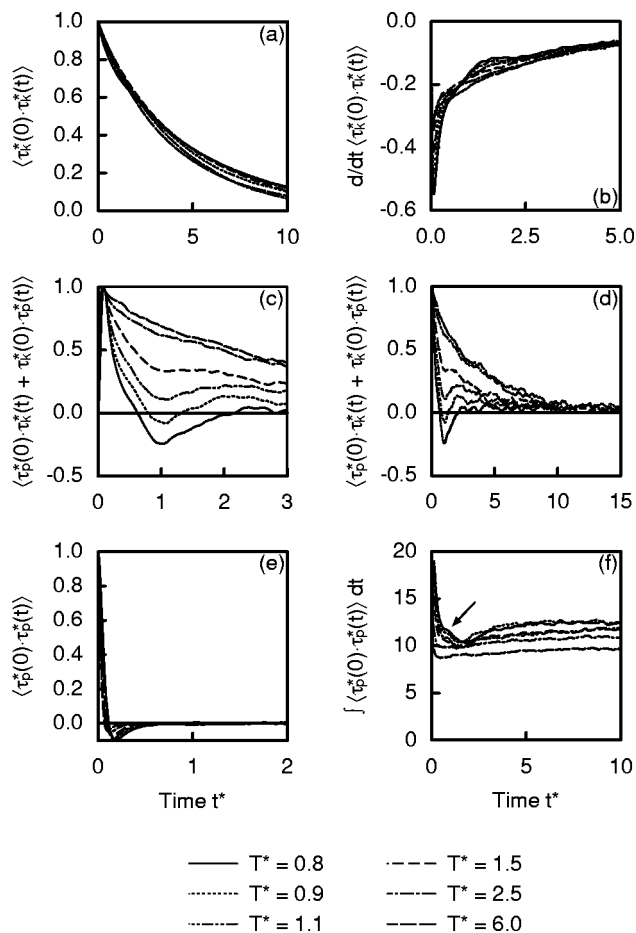 1.0
0.8
0.6
0.4
0.2
0.0
0
5
10
(a)
⟨τ*k(0)·τ*k(t)⟩
-0.0
-0.2
-0.4
-0.6
0.0
2.5
5.0
(b)
d/dt ⟨τ*k(0)·τ*k(t)⟩
1.0
0.5
0.0
-0.5
0
1
2
3
(c)
⟨τ*p(0)·τ*k(t) + τ*k(0)·τ*p(t)⟩
1.0
0.5
0.0
-0.5
0
5
10
15
(d)
⟨τ*p(0)·τ*k(t) + τ*k(0)·τ*p(t)⟩
1.0
0.8
0.6
0.4
0.2
0.0
0
1
2
(e)
⟨τ*p(0)·τ*p(t)⟩
Time t*
20
15
10
5
0
0
5
10
(f)
∫ ⟨τ*p(0)·τ*p(t)⟩ dt
Time t*
T* = 0.8
T* = 1.5
T* = 0.9
T* = 2.5
T* = 1.1
T* = 6.0